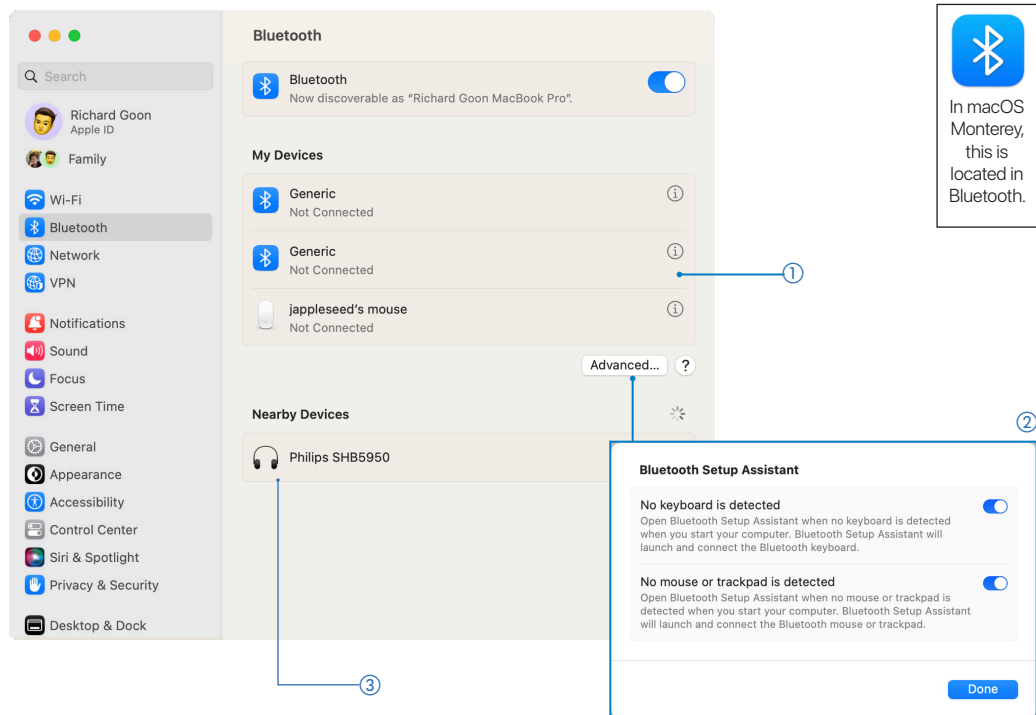 Bluetooth
Search
Richard Goon
Apple ID
Family
Wi-Fi
Bluetooth
Network
VPN
Notifications
Sound
Focus
Screen Time
General
Appearance
Accessibility
Control Center
Siri & Spotlight
Privacy & Security
Desktop & Dock
Bluetooth
Now discoverable as "Richard Goon MacBook Pro".
My Devices
Generic
Not Connected
Generic
Not Connected
jappleseed's mouse
Not Connected
Advanced... ?
Nearby Devices
Philips SHB5950
①
②
③
Bluetooth Setup Assistant
No keyboard is detected
Open Bluetooth Setup Assistant when no keyboard is detected
when you start your computer. Bluetooth Setup Assistant will
launch and connect the Bluetooth keyboard.
No mouse or trackpad is detected
Open Bluetooth Setup Assistant when no mouse or trackpad is
detected when you start your computer. Bluetooth Setup Assistant
will launch and connect the Bluetooth mouse or trackpad.
Done
In macOS
Monterey,
this is
located in
Bluetooth.